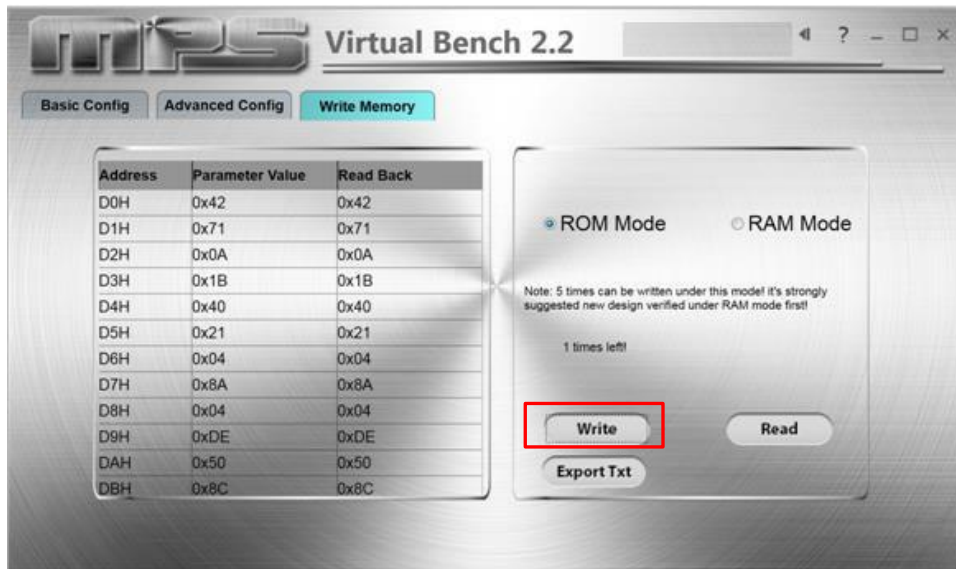 MPS Virtual Bench 2.2 ?
Basic Config Advanced Config Write Memory
Address Parameter Value Read Back
D0H 0x42 0x42
D1H 0x71 0x71
D2H 0x0A 0x0A
D3H 0x1B 0x1B
D4H 0x40 0x40
D5H 0x21 0x21
D6H 0x04 0x04
D7H 0x8A 0x8A
D8H 0x04 0x04
D9H 0xDE 0xDE
DAH 0x50 0x50
DBH 0x8C 0x8C
ROM Mode RAM Mode
Note: 5 times can be written under this mode! it's strongly
suggested new design verified under RAM mode first!
1 times left!
Write Read
Export Txt